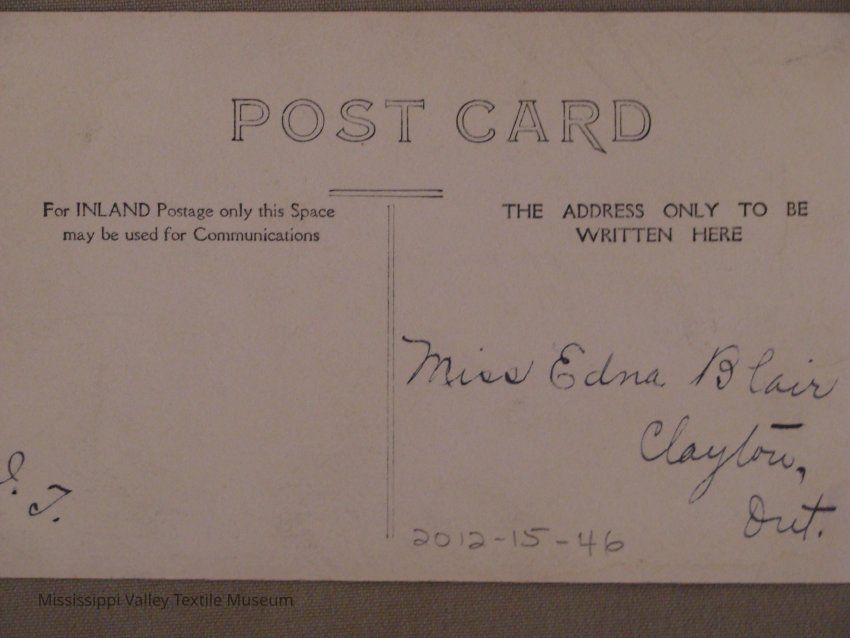 POST CARD
For INLAND Postage only this Space
may be used for Communications
THE ADDRESS ONLY TO BE
WRITTEN HERE
Miss Edna Blair
Clayton,
Ont.
J.
2012-15-46
Mississippi Valley Textile Museum